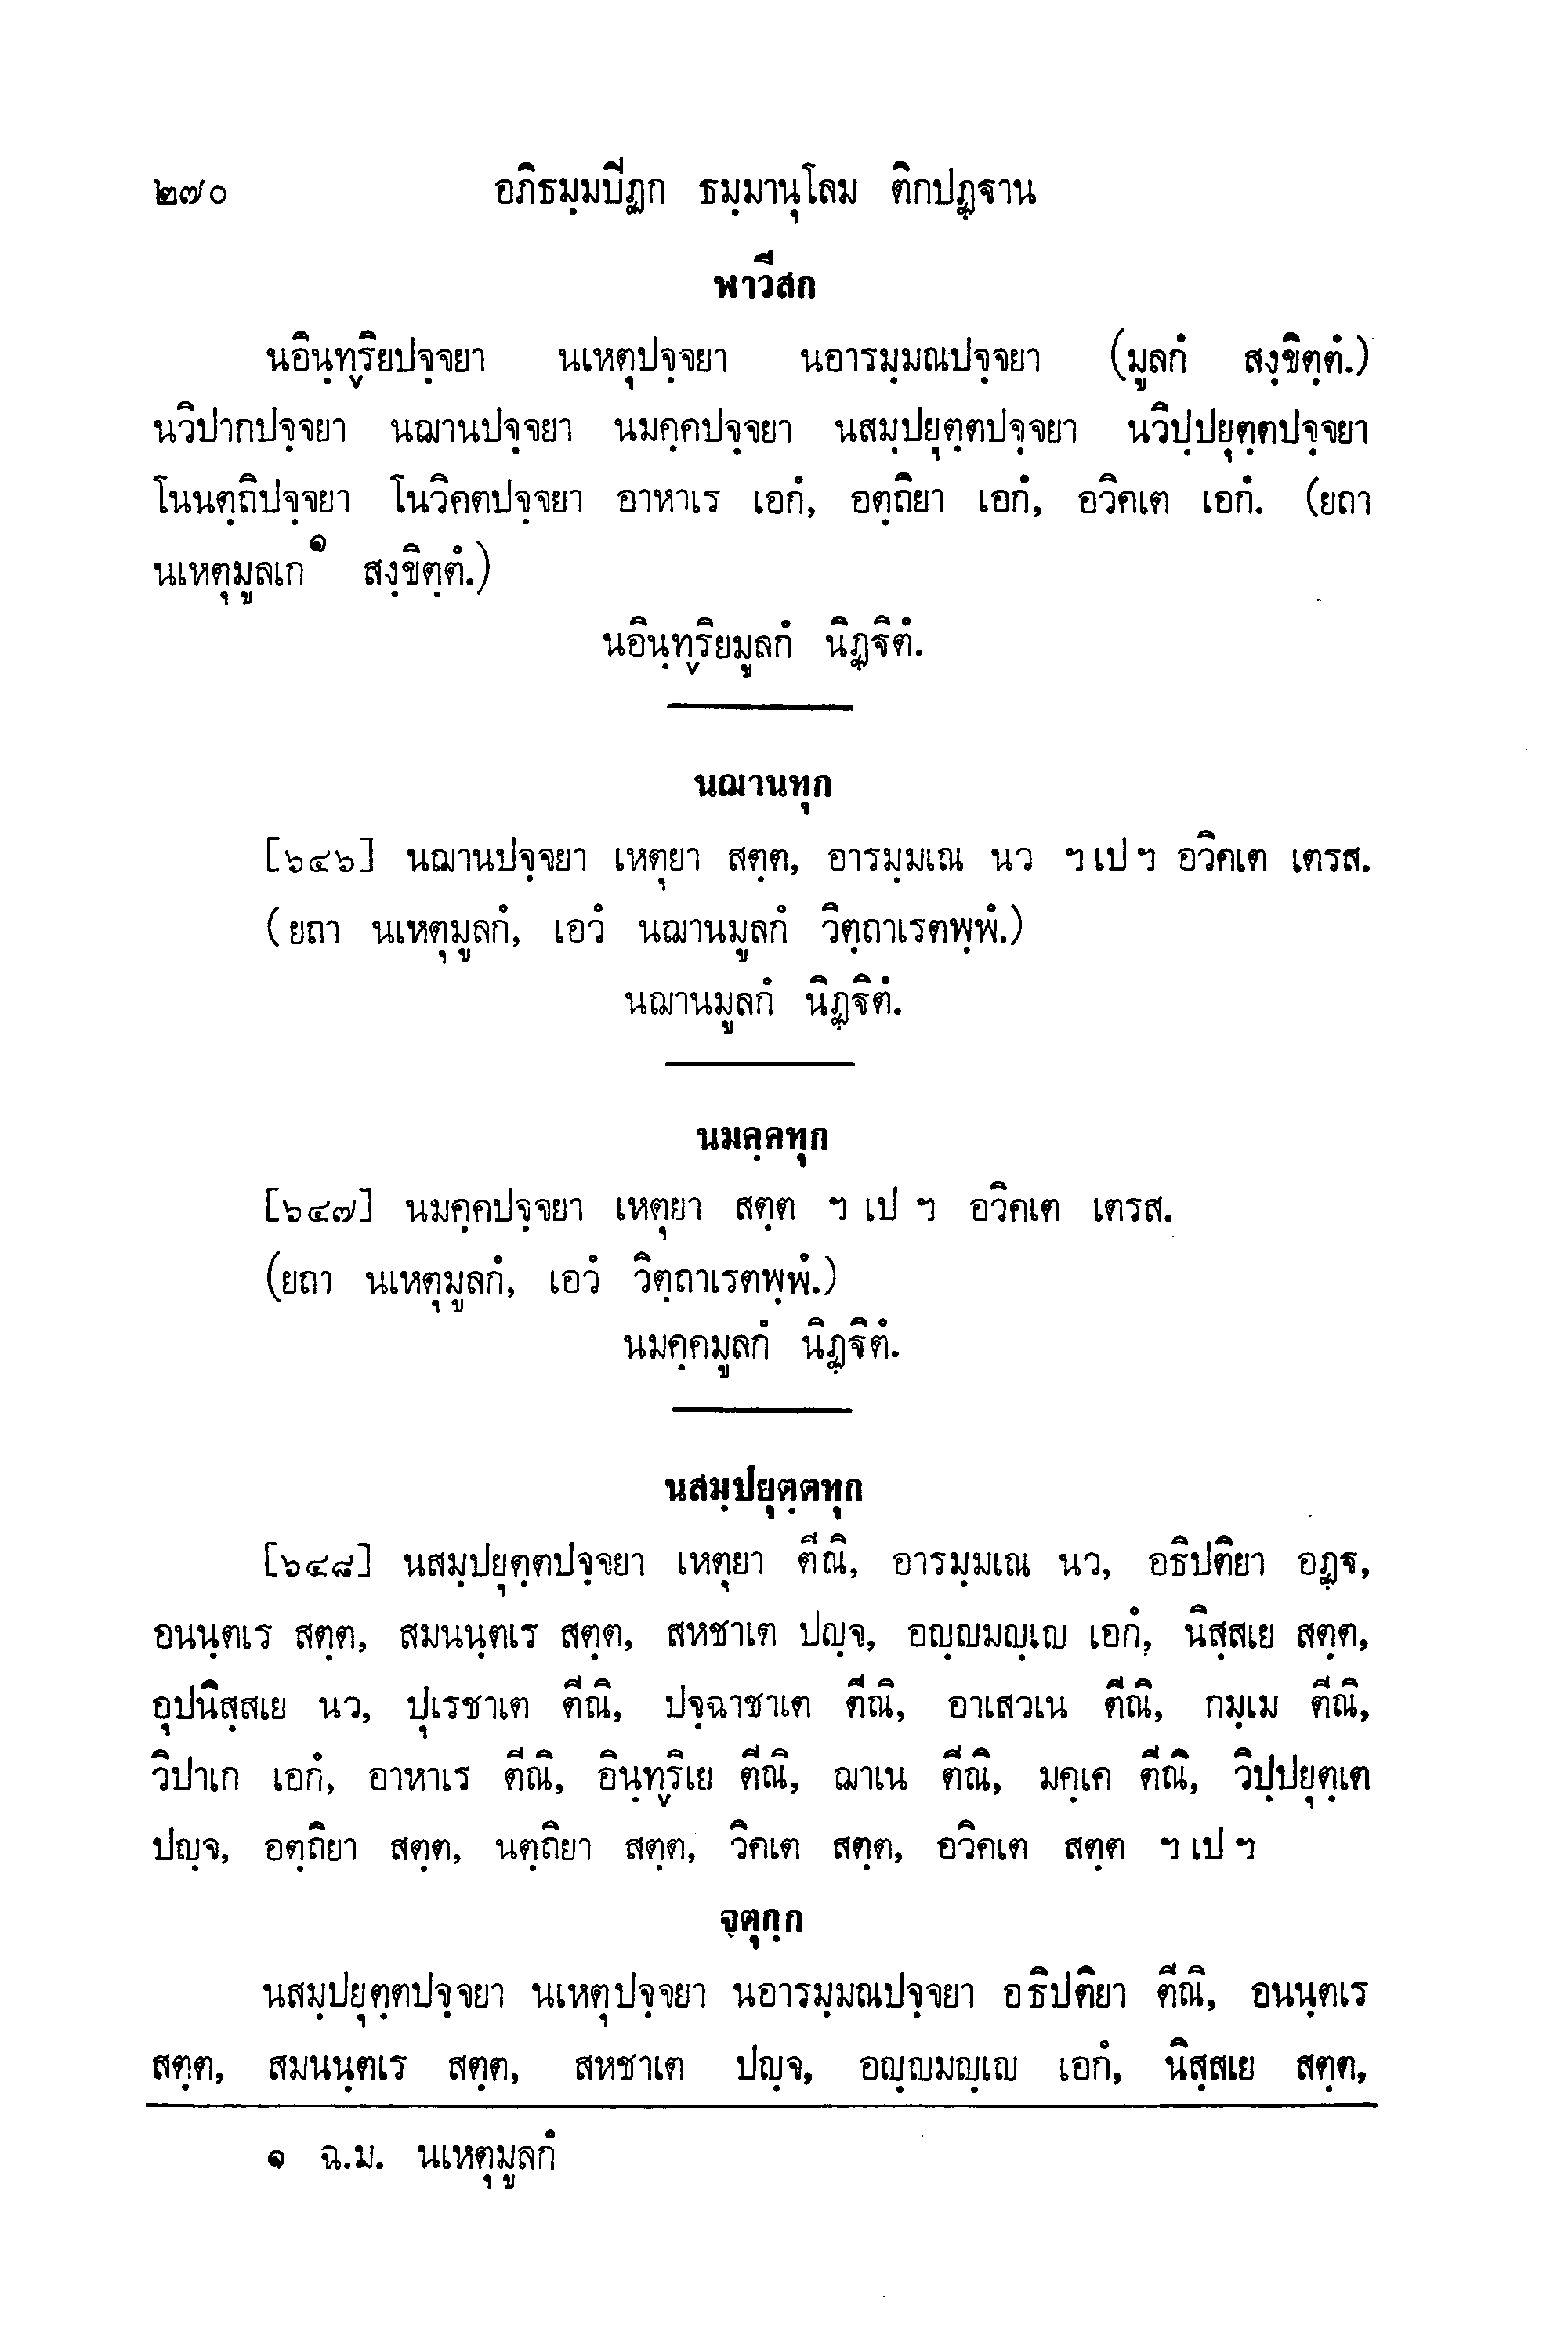 ๒๗๐ อภิธมฺมปีฏก ธมฺมานุโลม ติกปฏฺฐาน
พาวีสก
นอินฺทฺริยปจฺจยา นเหตุปจฺจยา นอารมฺมณปจฺจยา (มูลกํ สงฺขิตฺตํ.)
นวิปากปจฺจยา นฌานปจฺจยา นมคฺคปจฺจยา นสมฺปยุตฺตปจฺจยา นวิปฺปยุตฺตปจฺจยา
โนนตฺถิปจฺจยา โนวิคตปจฺจยา อาหาเร เอกํ, อตฺถิยา เอกํ, อวิคเต เอกํ. (ยถา
นเหตุมูลเก ๑ สงฺขิตฺตํ.)
นอินฺทฺริยมูลกํ นิฏฺฐิตํ.
นฌานทุก
[๖๔๖] นฌานปจฺจยา เหตุยา สตฺต, อารมฺมเณ นว ฯ เป ฯ อวิคเต เตรส.
(ยถา นเหตุมูลกํ, เอวํ นฌานมูลกํ วิตฺถาเรตพฺพํ.)
นฌานมูลกํ นิฏฺฐิตํ.
นมคฺคทุก
[๖๔๗] นมคฺคปจฺจยา เหตุยา สตฺต ฯ เป ฯ อวิคเต เตรส.
(ยถา นเหตุมูลกํ, เอวํ วิตฺถาเรตพฺพํ.)
นมคฺคมูลกํ นิฏฺฐิตํ.
นสมฺปยุตฺตทุก
[๖๔๘] นสมฺปยุตฺตปจฺจยา เหตุยา ตีณิ, อารมฺมเณ นว, อธิปติยา อฏฺฐ,
อนนฺตเร สตฺต, สมนนฺตเร สตฺต, สหชาเต ปญฺจ, อญฺญมญฺเญ เอกํ, นิสฺสเย สตฺต,
อุปนิสฺสเย นว, ปุเรชาเต ตีณิ, ปจฺฉาชาเต ตีณิ, อาเสวเน ตีณิ, กมฺเม ตีณิ,
วิปาเก เอกํ, อาหาเร ตีณิ, อินฺทฺริเย ตีณิ, ฌาเน ตีณิ, มคฺเค ตีณิ, วิปฺปยุตฺเต
ปญฺจ, อตฺถิยา สตฺต, นตฺถิยา สตฺต, วิคเต สตฺต, อวิคเต สตฺต ฯ เป ฯ
จตุกฺก
นสมฺปยุตฺตปจฺจยา นเหตุปจฺจยา นอารมฺมณปจฺจยา อธิปติยา ตีณิ, อนนฺตเร
สตฺต, สมนนฺตเร สตฺต, สหชาเต ปญฺจ, อญฺญมญฺเญ เอกํ, นิสฺสเย สตฺต,
๑ ฉ.ม. นเหตุมูลกํ